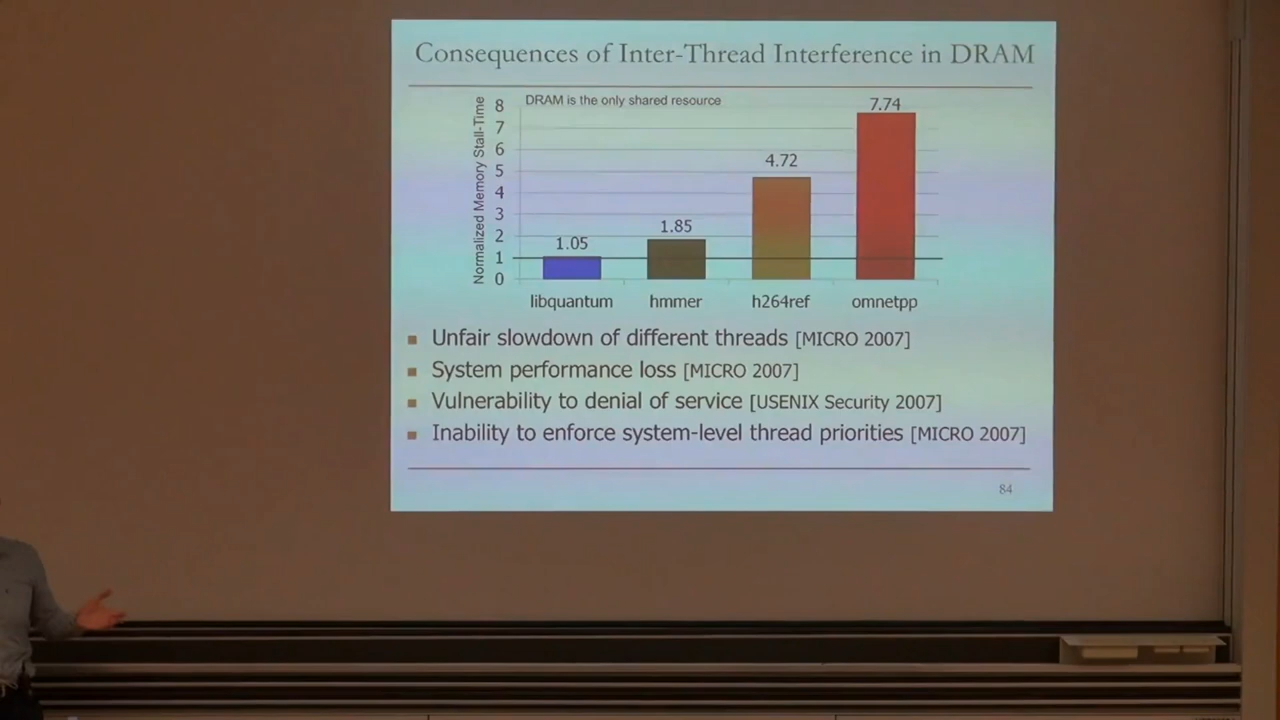 Consequences of Inter-Thread Interference in DRAM
DRAM is the only shared resource
Normalized Memory Stall-Time
8
7
6
5
4
3
2
1
0
1.05
1.85
4.72
7.74
libquantum
hmmer
h264ref
omnetpp
Unfair slowdown of different threads [MICRO 2007]
System performance loss [MICRO 2007]
Vulnerability to denial of service [USENIX Security 2007]
Inability to enforce system-level thread priorities [MICRO 2007]
84